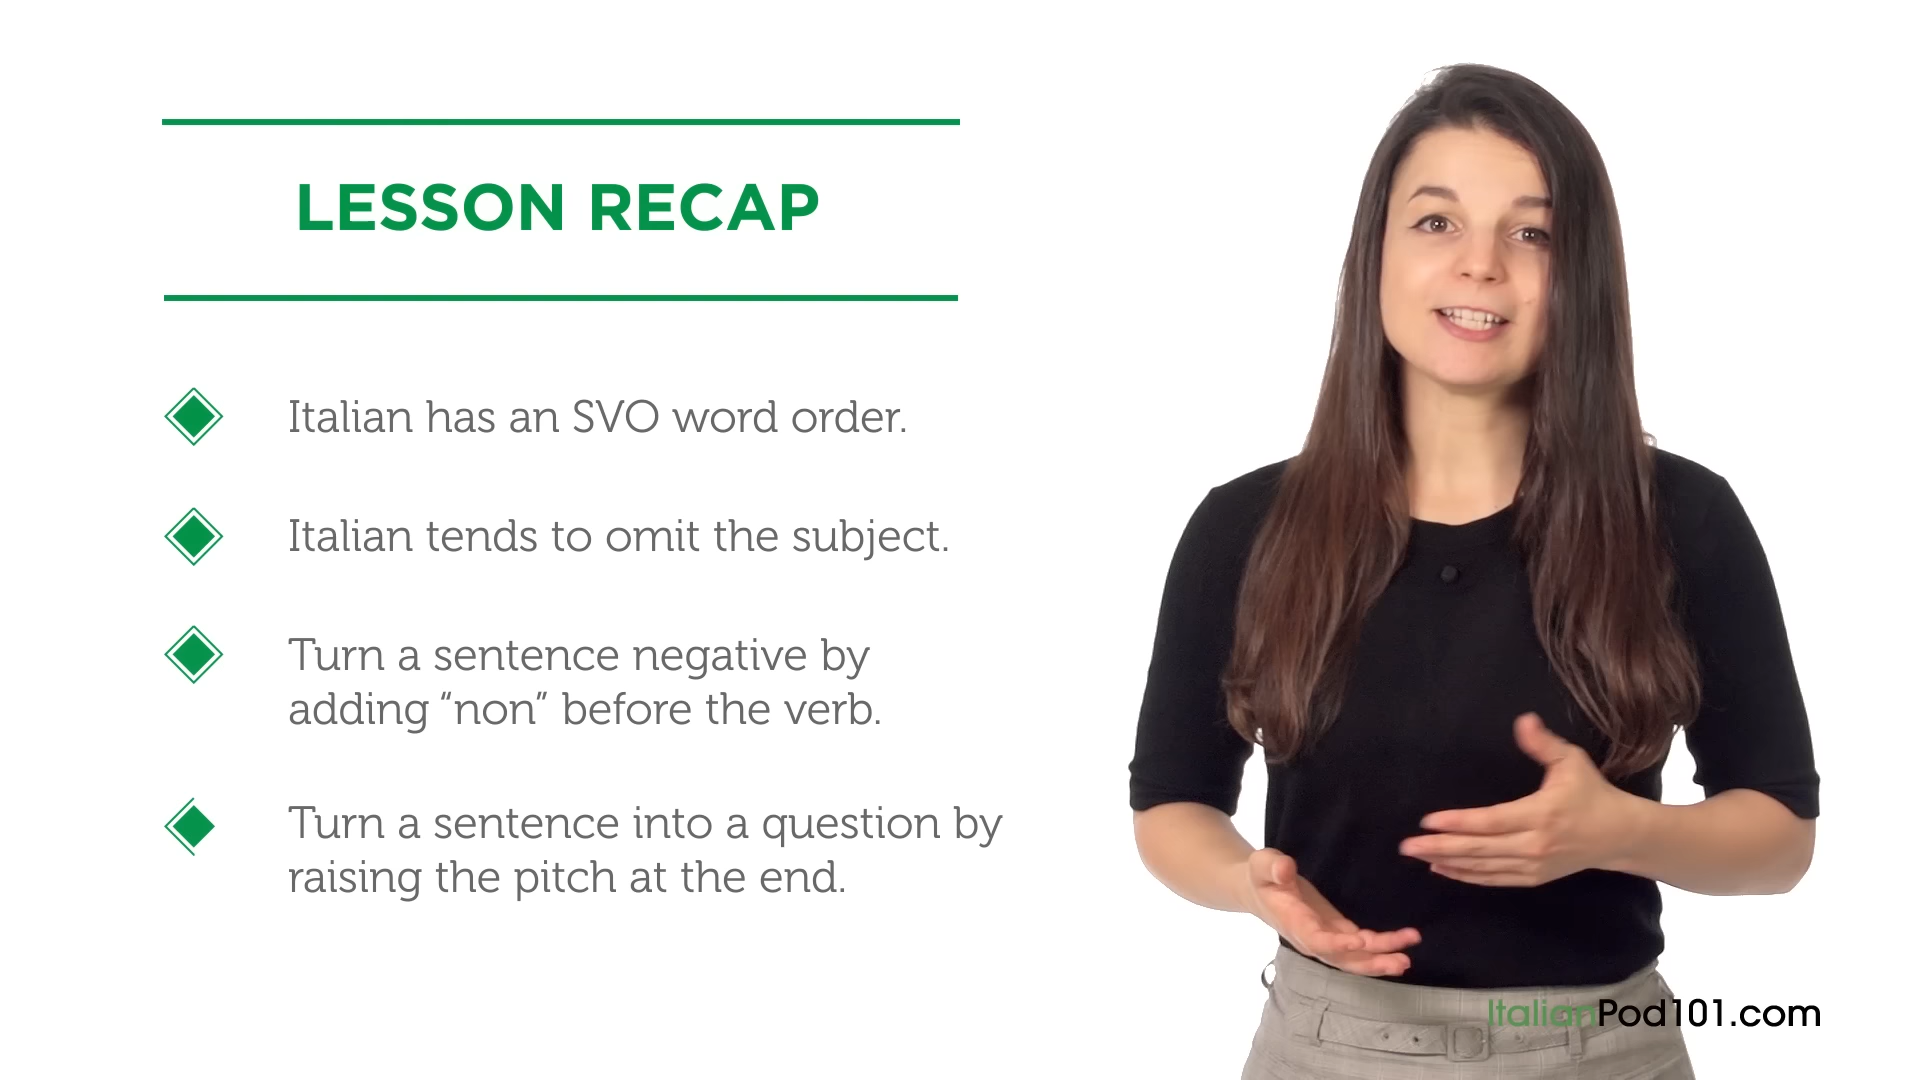 LESSON RECAP
Italian has an SVO word order.
Italian tends to omit the subject.
Turn a sentence negative by
adding “non” before the verb.
Turn a sentence into a question by
raising the pitch at the end.
ItalianPod101.com